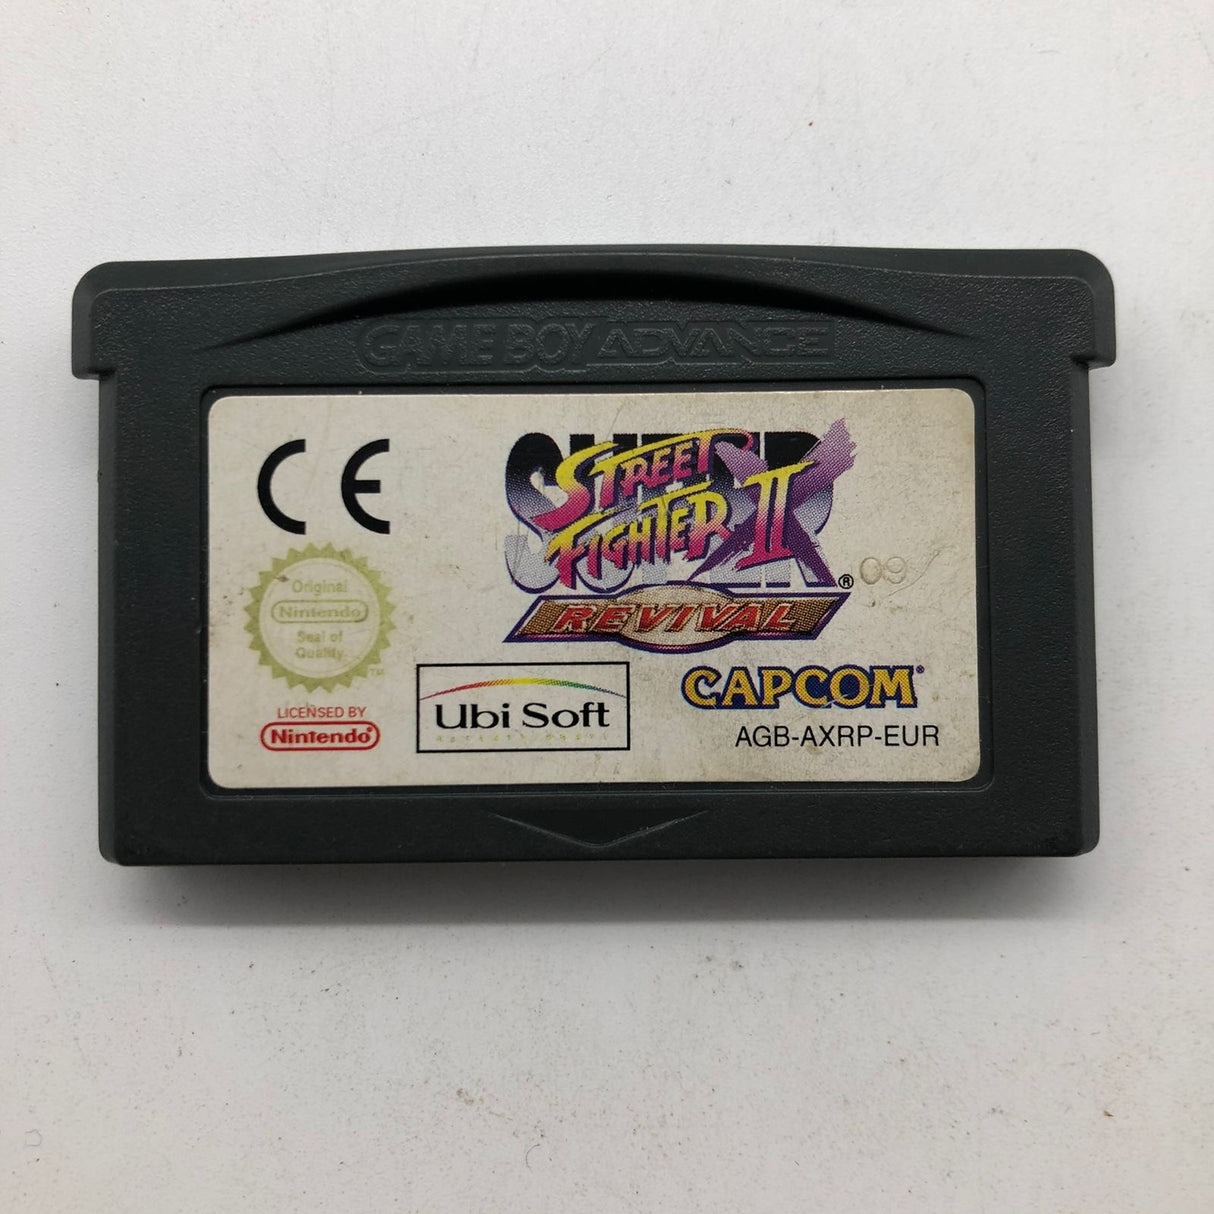 GAME BOY ADVANCE
CE
SUPER
STREET
FIGHTER II X
®
09
REVIVAL
Original
Nintendo
Seal of
Quality
TM
LICENSED BY
Nintendo®
Ubi Soft
CAPCOM®
AGB-AXRP-EUR